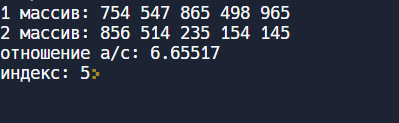 1 массив: 754 547 865 498 965
2 массив: 856 514 235 154 145
отношение a/c: 6.65517
индекс: 5